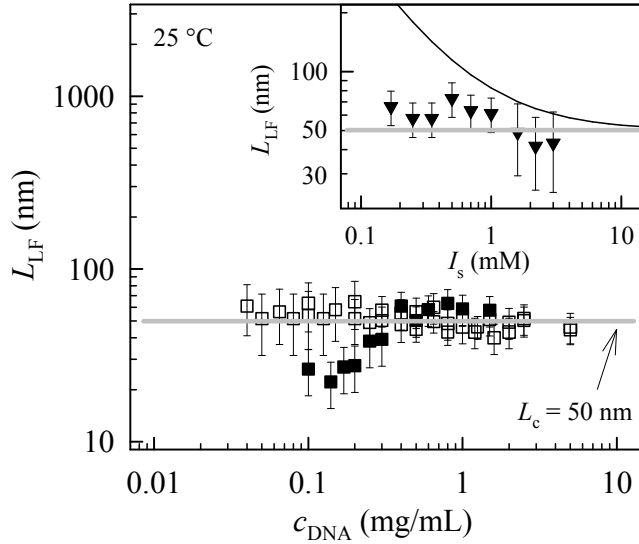 25 °C
1000
100
10
L_LF (nm)
0.01
0.1
1
10
c_DNA (mg/mL)
L_c = 50 nm
100
50
30
L_LF (nm)
0.1
1
10
I_s (mM)